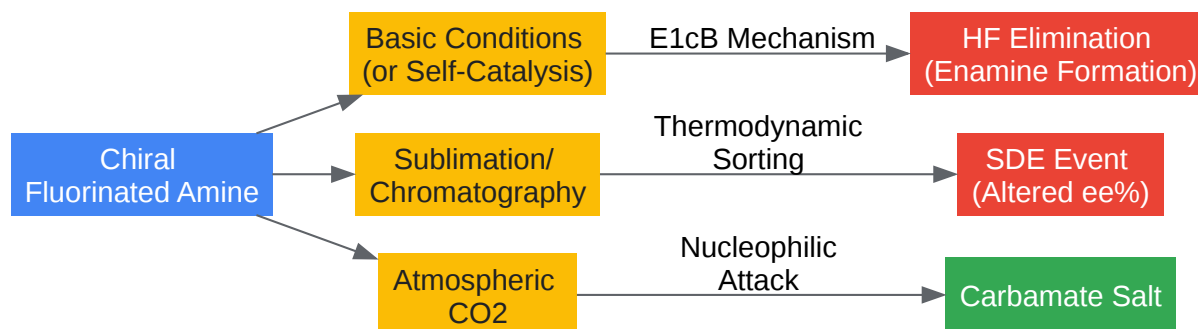 Basic Conditions
(or Self-Catalysis)
E1cB Mechanism
HF Elimination
(Enamine Formation)
Chiral
Fluorinated Amine
Sublimation/
Chromatography
Thermodynamic
Sorting
SDE Event
(Altered ee%)
Atmospheric
CO2
Nucleophilic
Attack
Carbamate Salt